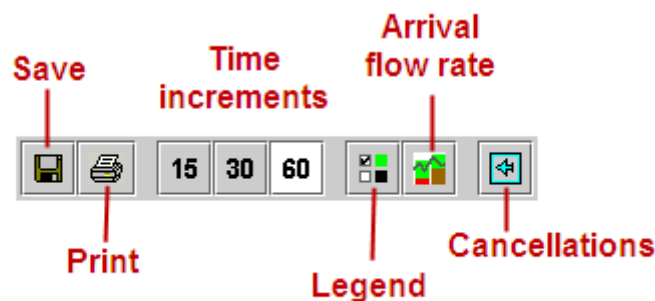 Arrival
flow rate
Save
Time
increments
15 30 60
Print
Legend
Cancellations